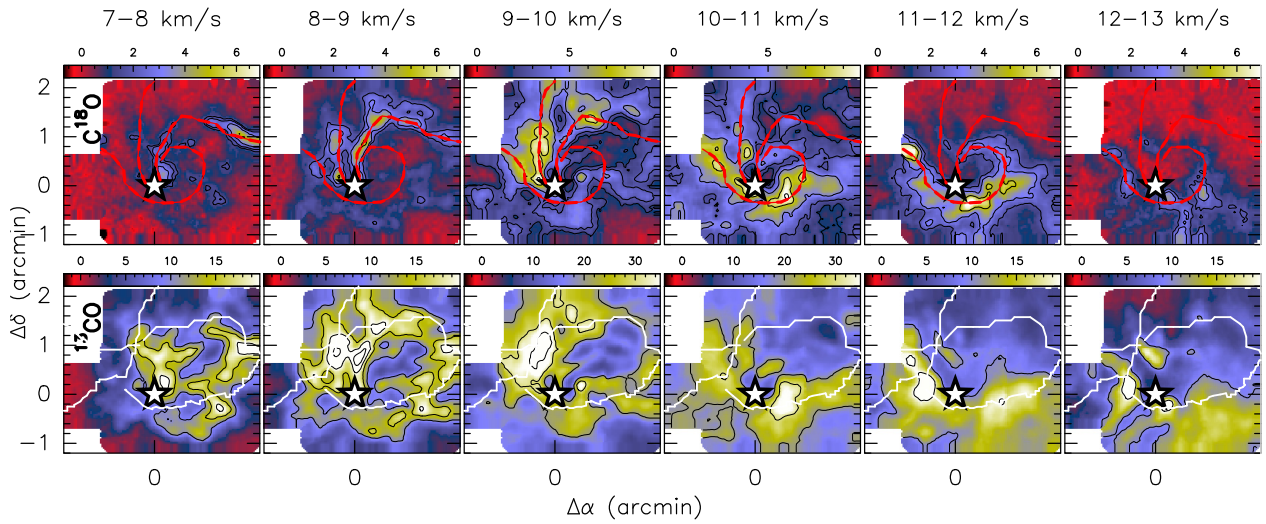 7−8 km/s 8−9 km/s 9−10 km/s 10−11 km/s 11−12 km/s 12−13 km/s
0 2 4 6 0 2 4 6 0 5 0 5 0 2 4 6 0 2 4 6
C18O
2
1
0
−1
0 5 10 15 0 5 10 15 0 10 20 30 0 10 20 30 0 5 10 15 0 5 10 15
13CO
2
1
0
−1
Δδ (arcmin)
0 0 0 0 0 0
Δα (arcmin)